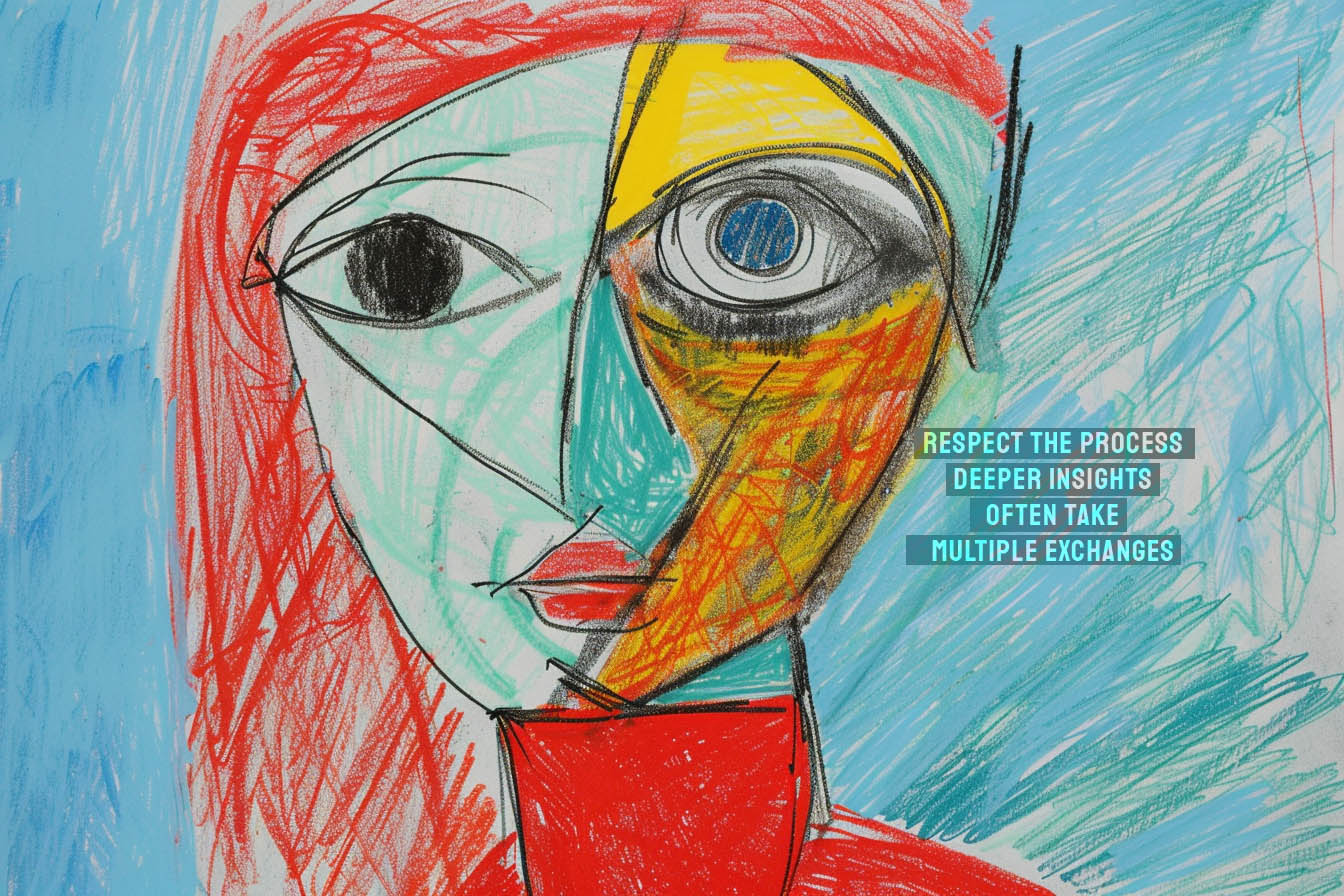 RESPECT THE PROCESS
DEEPER INSIGHTS
OFTEN TAKE
MULTIPLE EXCHANGES